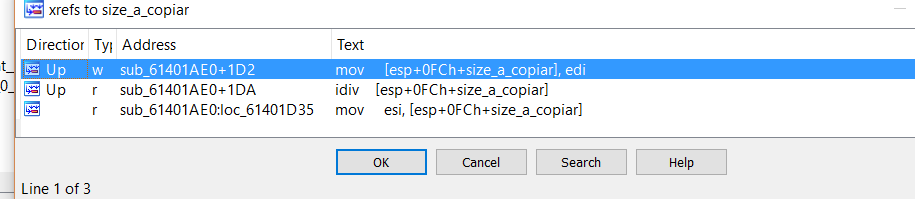 xrefs to size_a_copiar
Direction Typ Address Text
Up w sub_61401AE0+1D2 mov [esp+0FCh+size_a_copiar], edi
Up r sub_61401AE0+1DA idiv [esp+0FCh+size_a_copiar]
r sub_61401AE0:loc_61401D35 mov esi, [esp+0FCh+size_a_copiar]
OK Cancel Search Help
Line 1 of 3